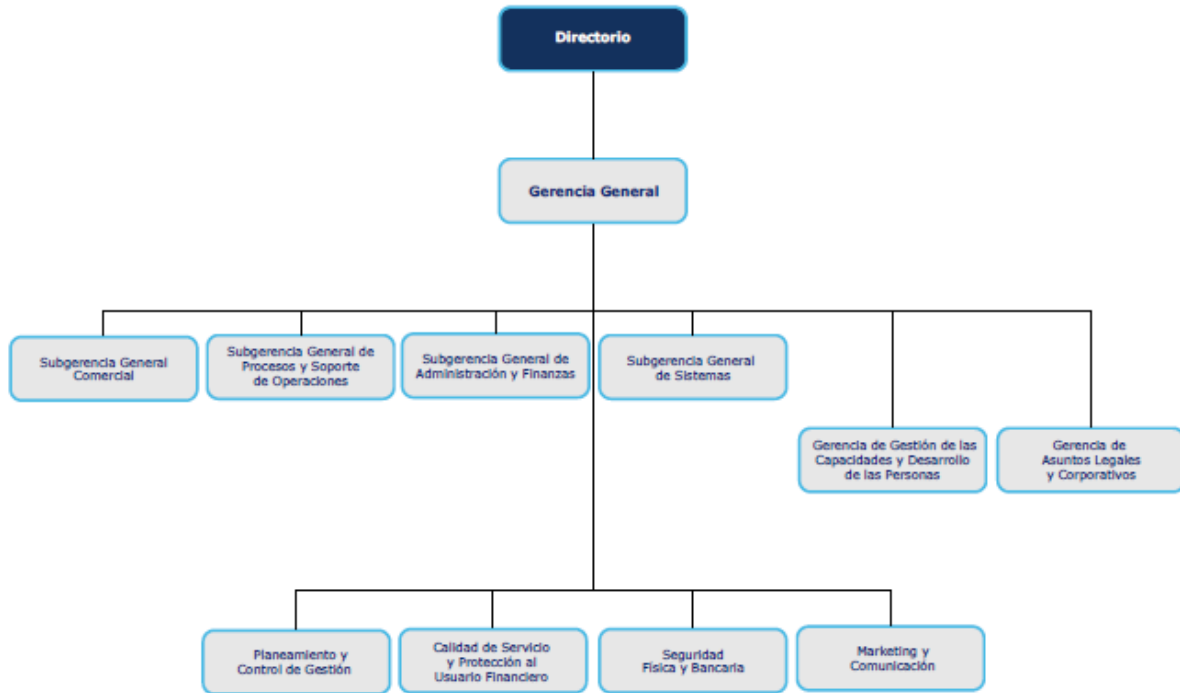 Directorio
Gerencia General
Subgerencia General
Comercial
Subgerencia General de
Procesos y Soporte
de Operaciones
Subgerencia General de
Administración y Finanzas
Subgerencia General
de Sistemas
Gerencia de Gestión de las
Capacidades y Desarrollo
de las Personas
Gerencia de
Asuntos Legales
y Corporativos
Planeamiento y
Control de Gestión
Calidad de Servicio
y Protección al
Usuario Financiero
Seguridad
Física y Bancaria
Marketing y
Comunicación